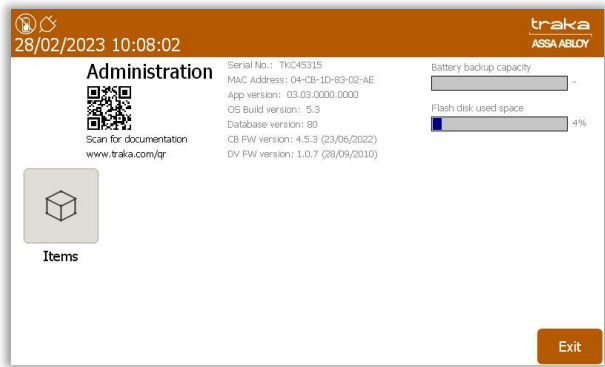 traka
28/02/2023 10:08:02
ASSA ABLOY
Administration
Scan for documentation
www.traka.com/qr
Serial No.: TKC45315
MAC Address: 04-CB-1D-83-02-AE
App version: 03.03.0000.0000
OS Build version: 5.3
Database version: 80
CB FW version: 4.5.3 (23/06/2022)
DV FW version: 1.0.7 (28/09/2010)
Battery backup capacity
-
Flash disk used space
4%
Items
Exit